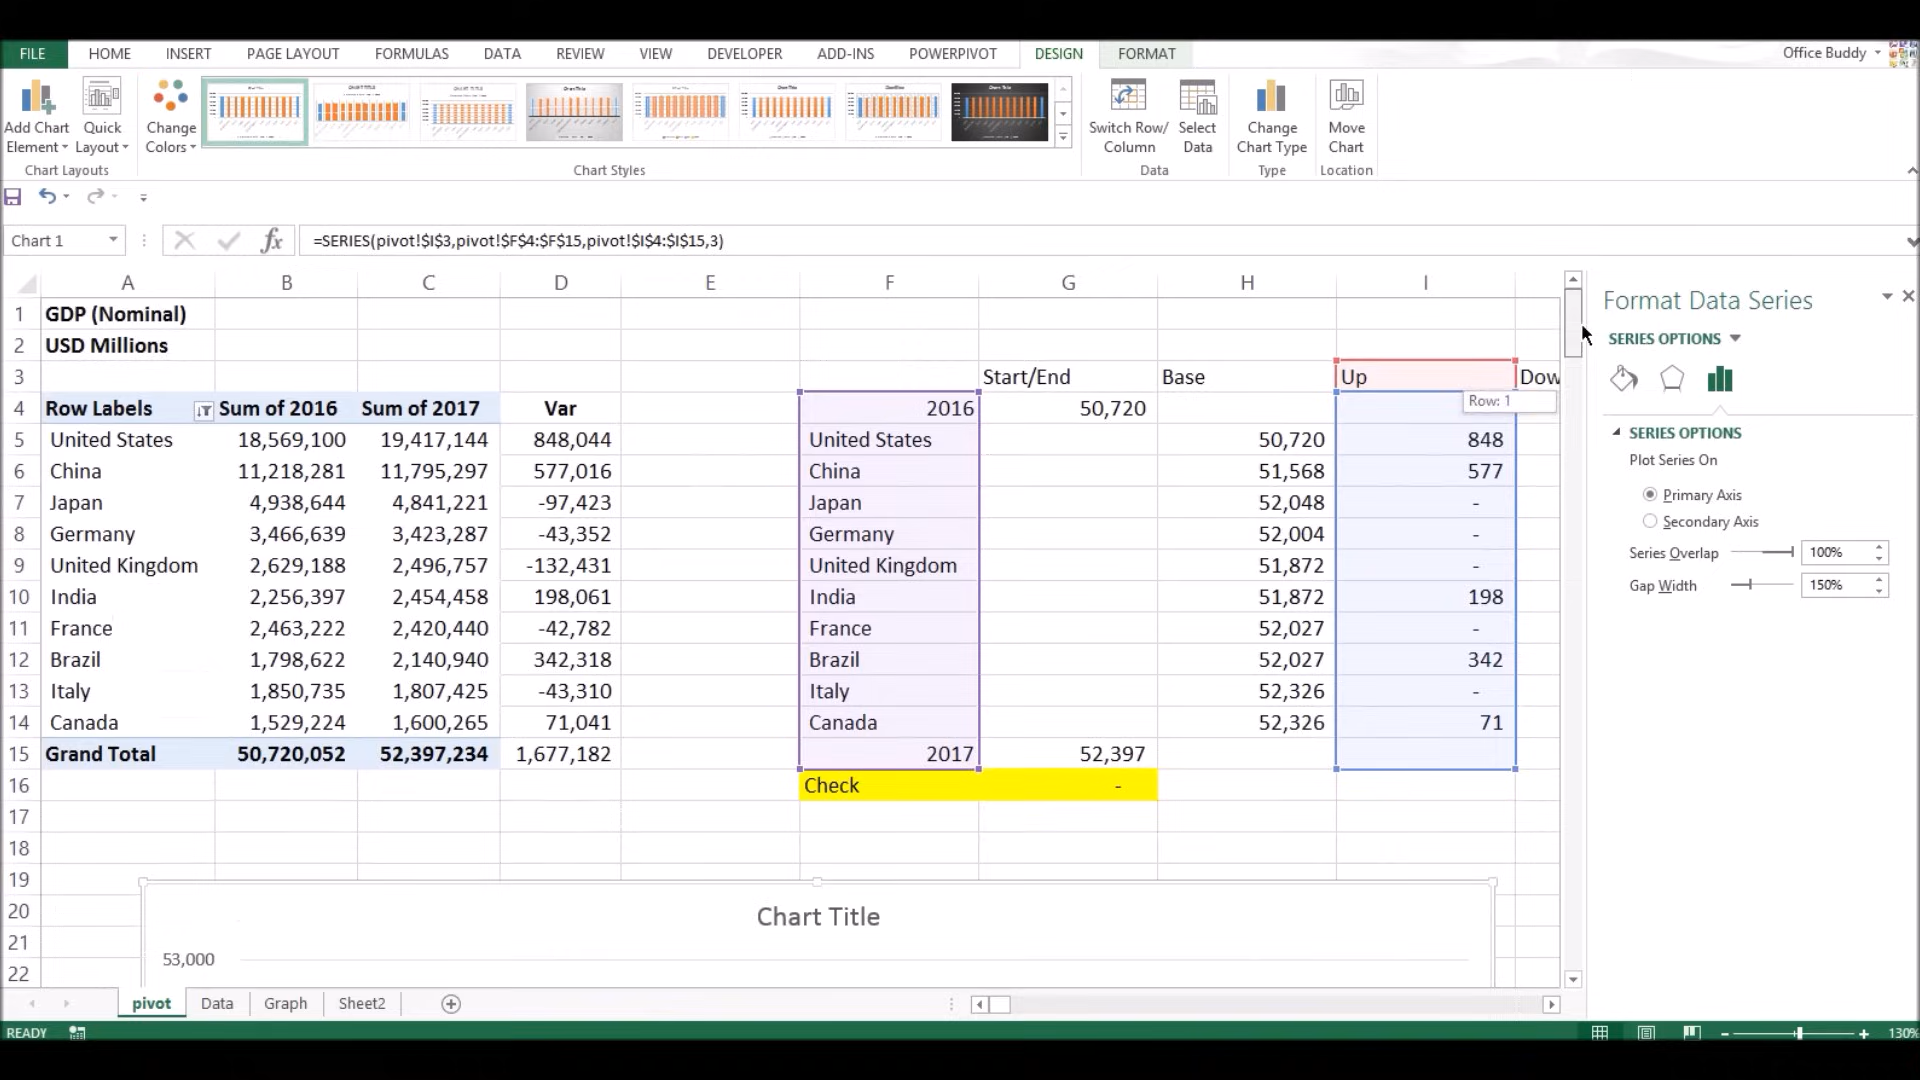 FILE HOME INSERT PAGE LAYOUT FORMULAS DATA REVIEW VIEW DEVELOPER ADD-INS POWERPIVOT DESIGN FORMAT Office Buddy
Add Chart Element Quick Layout Change Colors Switch Row/ Column Select Data Change Chart Type Move Chart
Chart Layouts Chart Styles Data Type Location
Chart 1 fx =SERIES(pivot!$I$3,pivot!$F$4:$F$15,pivot!$I$4:$I$15,3)
A B C D E F G H I
1 GDP (Nominal)
2 USD Millions
3 Start/End Base Up Dow
4 Row Labels Sum of 2016 Sum of 2017 Var 2016 50,720
Row: 1
5 United States 18,569,100 19,417,144 848,044 United States 50,720 848
6 China 11,218,281 11,795,297 577,016 China 51,568 577
7 Japan 4,938,644 4,841,221 -97,423 Japan 52,048 -
8 Germany 3,466,639 3,423,287 -43,352 Germany 52,004 -
9 United Kingdom 2,629,188 2,496,757 -132,431 United Kingdom 51,872 -
10 India 2,256,397 2,454,458 198,061 India 51,872 198
11 France 2,463,222 2,420,440 -42,782 France 52,027 -
12 Brazil 1,798,622 2,140,940 342,318 Brazil 52,027 342
13 Italy 1,850,735 1,807,425 -43,310 Italy 52,326 -
14 Canada 1,529,224 1,600,265 71,041 Canada 52,326 71
15 Grand Total 50,720,052 52,397,234 1,677,182 2017 52,397
16 Check -
17
18
19
20 Chart Title
21 53,000
22
Format Data Series
SERIES OPTIONS
SERIES OPTIONS
Plot Series On
Primary Axis
Secondary Axis
Series Overlap 100%
Gap Width 150%
pivot Data Graph Sheet2
READY 130%